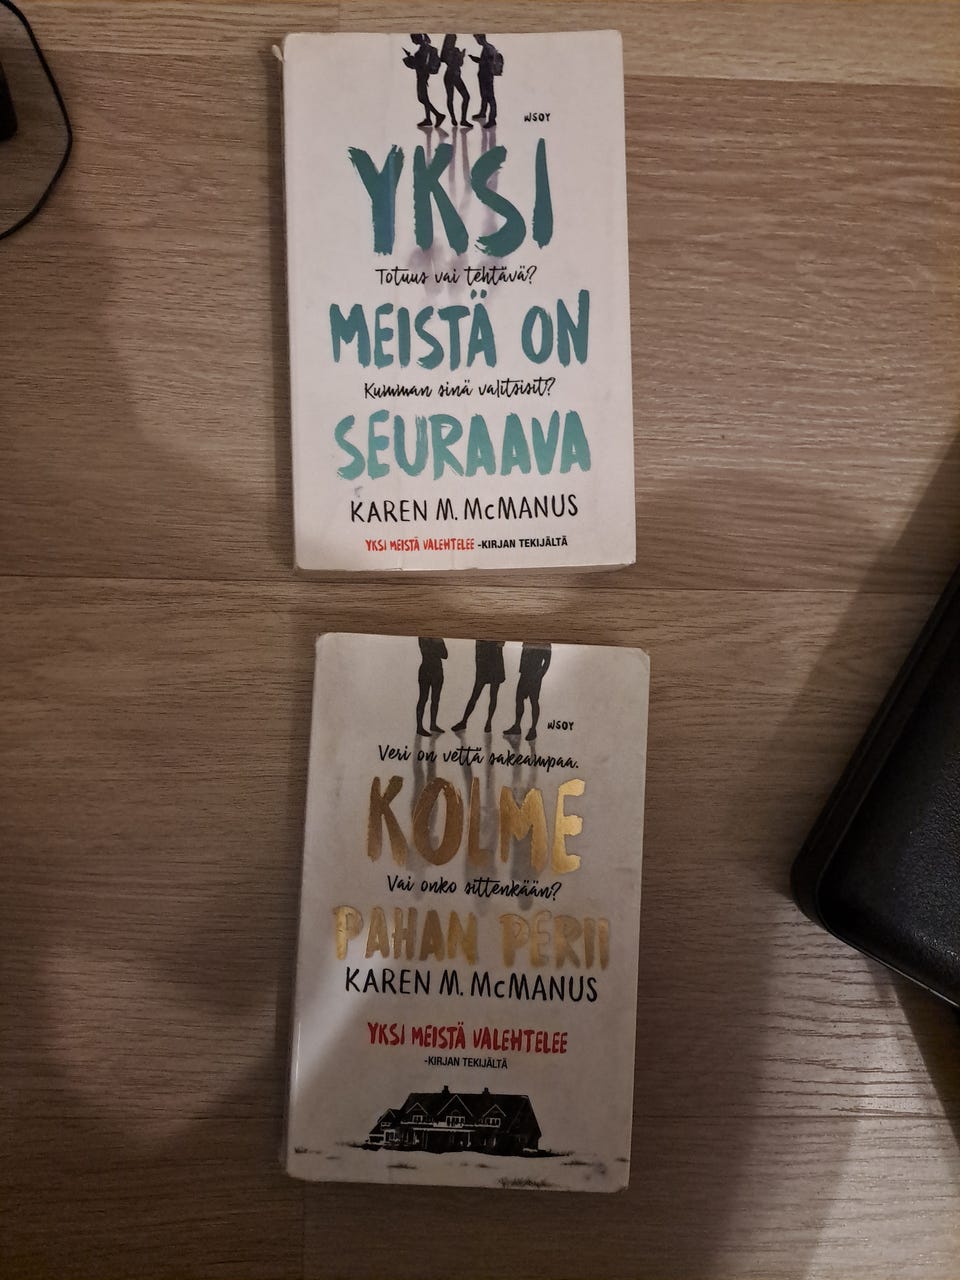 WSOY
YKSI
Totuus vai tehtävä?
MEISTÄ ON
Kumman sinä valitsisit?
SEURAAVA
KAREN M. McMANUS
YKSI MEISTÄ VALEHTELEE -KIRJAN TEKIJÄLTÄ
WSOY
Veri on vettä sakeampaa.
KOLME
Vai onko sittenkään?
PAHAN PERII
KAREN M. McMANUS
YKSI MEISTÄ VALEHTELEE
-KIRJAN TEKIJÄLTÄ